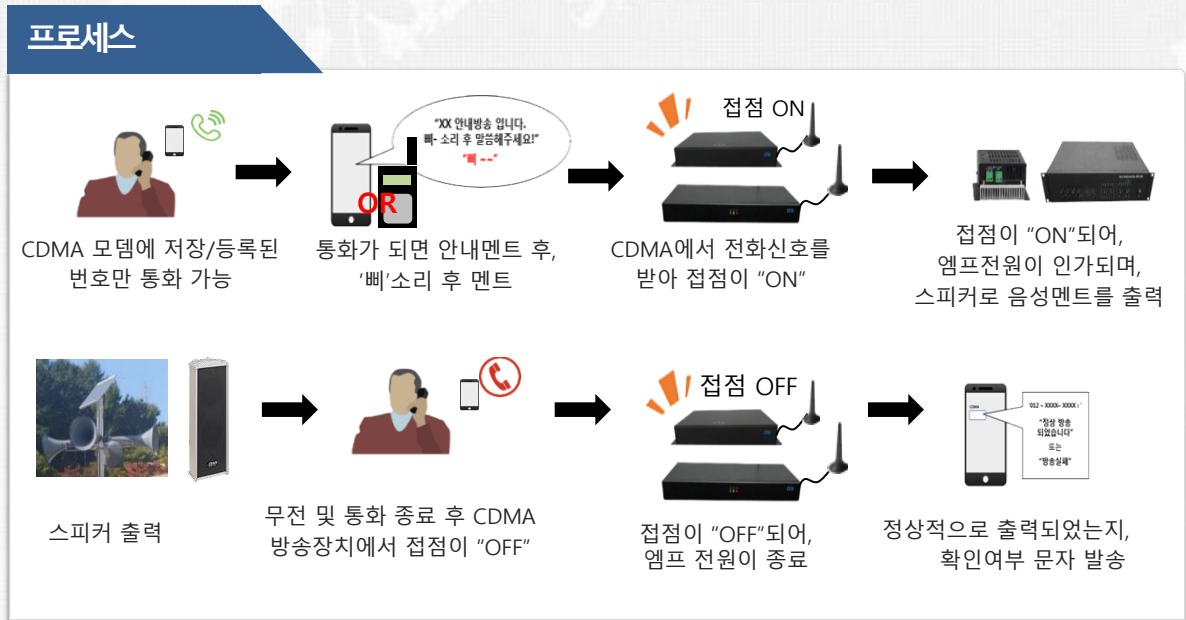 프로세스
"XX 안내방송 입니다.
삐- 소리 후 말씀해주세요!"
"삐 ~~"
OR
접점 ON
CDMA 모뎀에 저장/등록된
번호만 통화 가능
통화가 되면 안내멘트 후,
‘삐’소리 후 멘트
CDMA에서 전화신호를
받아 접점이 “ON”
접점이 “ON”되어,
엠프전원이 인가되며,
스피커로 음성멘트를 출력
접점 OFF
CDMA
'012 ~ XXXX~ XXXX : '
"정상 방송
되었습니다"
또는
"방송실패"
스피커 출력
무전 및 통화 종료 후 CDMA
방송장치에서 접점이 “OFF”
접점이 “OFF”되어,
엠프 전원이 종료
정상적으로 출력되었는지,
확인여부 문자 발송